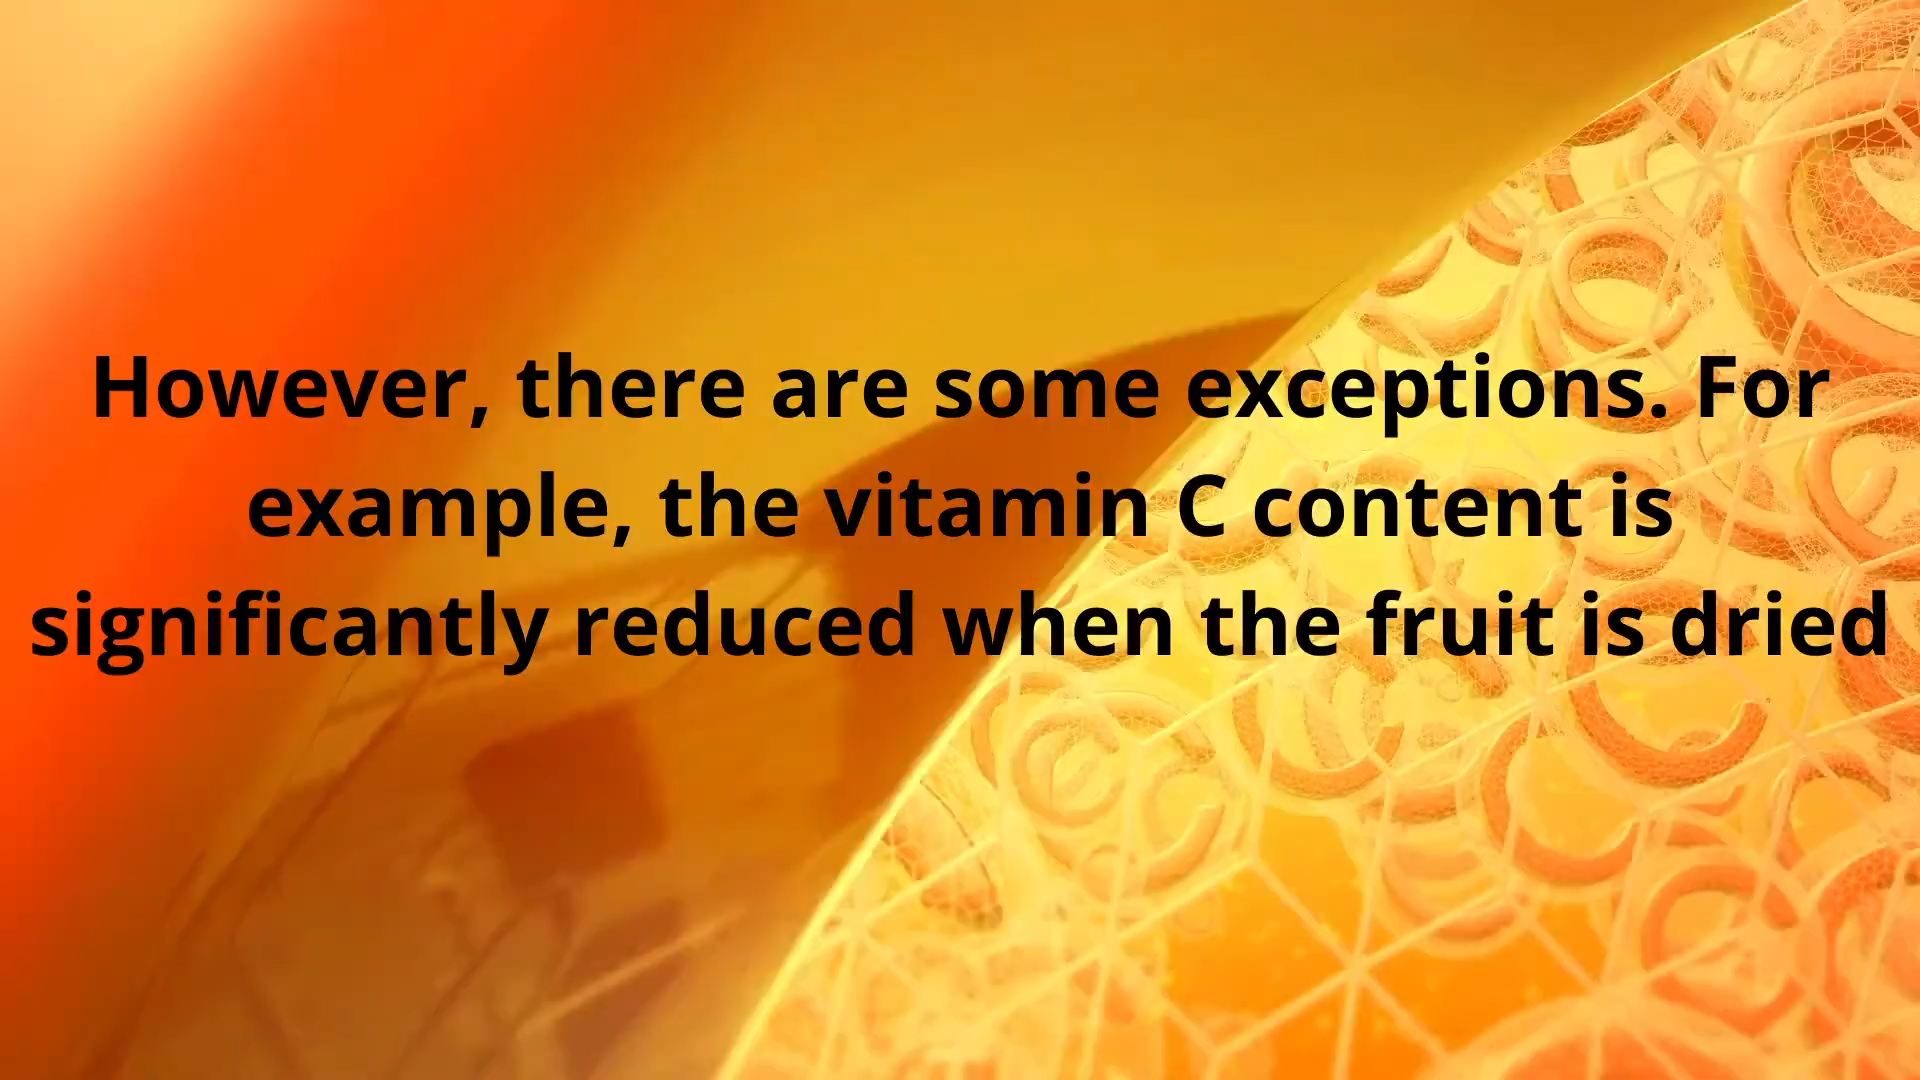 However, there are some exceptions. For
example, the vitamin C content is
significantly reduced when the fruit is dried